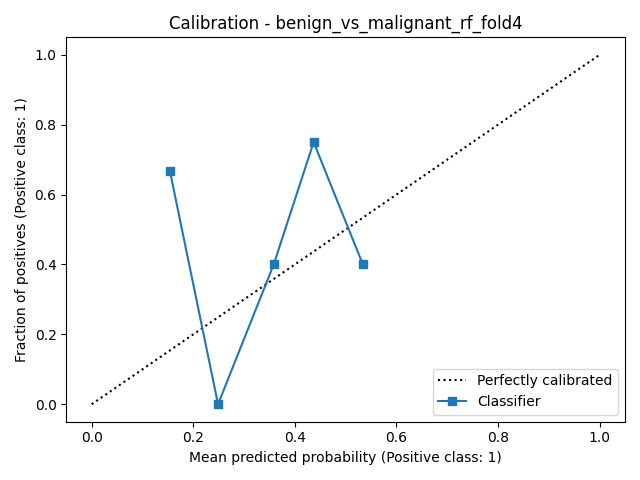 Calibration - benign_vs_malignant_rf_fold4
Fraction of positives (Positive class: 1)
1.0
0.8
0.6
0.4
0.2
0.0
0.0 0.2 0.4 0.6 0.8 1.0
Mean predicted probability (Positive class: 1)
Perfectly calibrated
Classifier